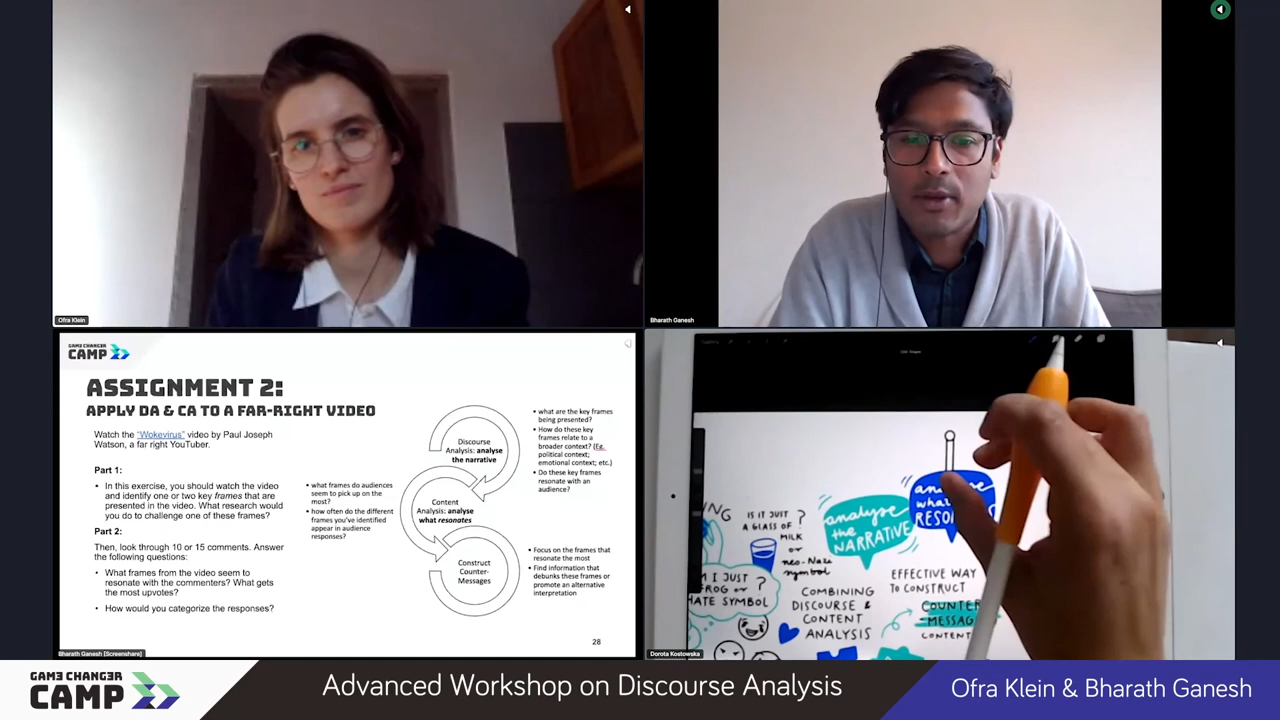 Ofra Klein
Bharath Ganesh
GAM3 CHANG3R
CAMP
ASSIGNMENT 2:
APPLY DA & CA TO A FAR-RIGHT VIDEO
Watch the "Wokevirus" video by Paul Joseph
Watson, a far right YouTuber.
Part 1:
• In this exercise, you should watch the video
and identify one or two key frames that are
presented in the video. What research would
you do to challenge one of these frames?
Part 2:
Then, look through 10 or 15 comments. Answer
the following questions:
• What frames from the video seem to
resonate with the commenters? What gets
the most upvotes?
• How would you categorize the responses?
Discourse
Analysis: analyse
the narrative
• what are the key frames
being presented?
• How do these key
frames relate to a
broader context? (Eg.
political context;
emotional context; etc.)
• Do these key frames
resonate with an
audience?
• what frames do audiences
seem to pick up on the
most?
• how often do the different
frames you've identified
appear in audience
responses?
Content
Analysis: analyse
what resonates
Construct
Counter-
Messages
• Focus on the frames that
resonate the most
• Find information that
debunks these frames or
promote an alternative
interpretation
28
Bharath Ganesh [Screenshare]
IS IT JUST ?
A GLASS OF
MILK
or
neo-Naze
symbol
analyse
the
NARRATIVE
analyse
what
RESO
I JUST ?
FROG or
HATE SYMBOL
COMBINING
DISCOURSE &
CONTENT
ANALYSIS
EFFECTIVE WAY
TO CONSTRUCT
COUNTER
-MESSAG
CONTENT
Dorota Kostowska
GAM3 CHANG3R
CAMP
Advanced Workshop on Discourse Analysis
Ofra Klein & Bharath Ganesh